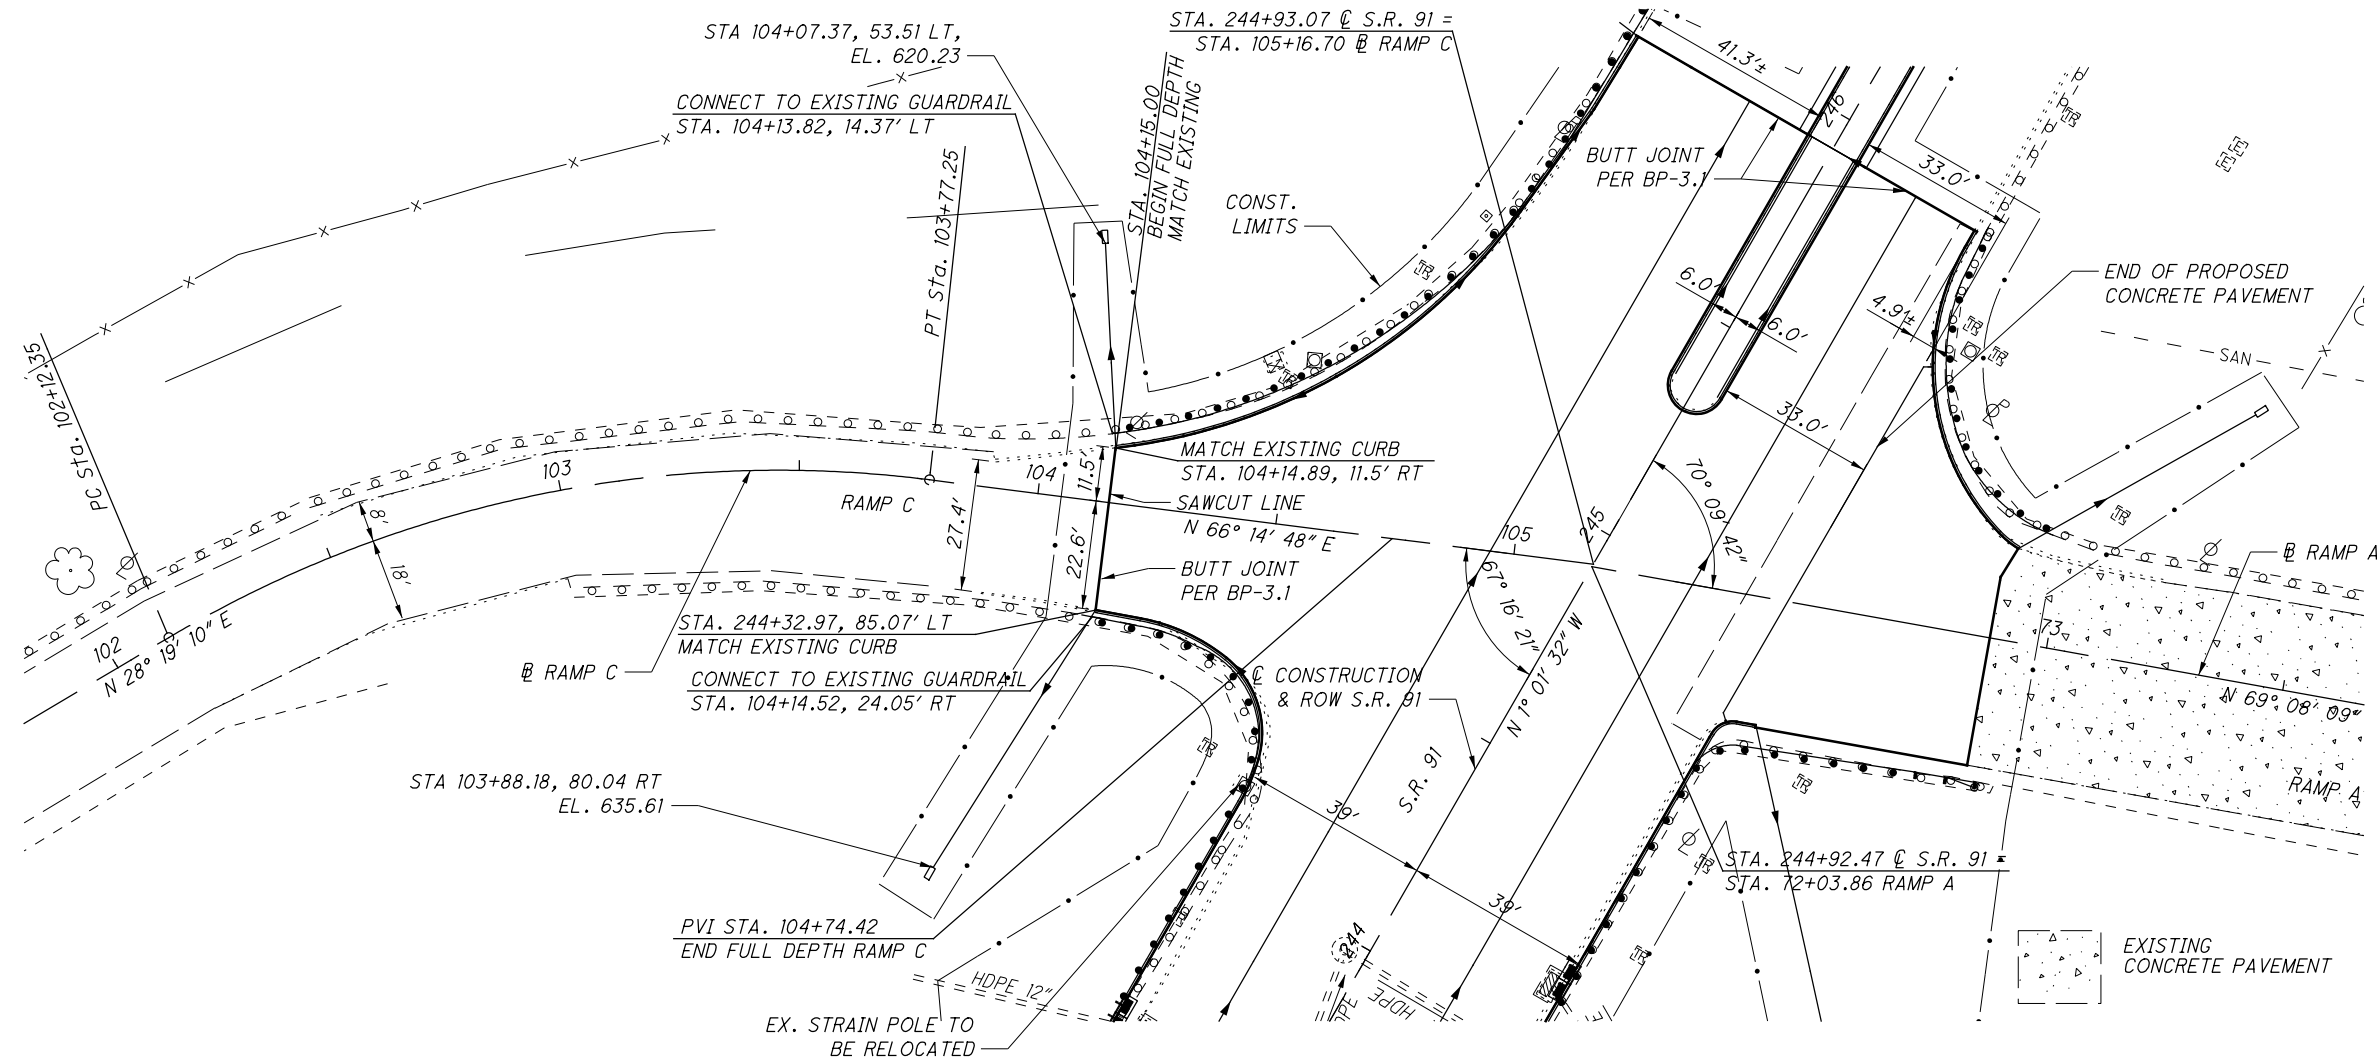 STA 104+07.37, 53.51 LT,
EL. 620.23
CONNECT TO EXISTING GUARDRAIL
STA. 104+13.82, 14.37' LT
STA. 244+93.07 ℄ S.R. 91 =
STA. 105+16.70 B͟L RAMP C
STA. 104+15.00
BEGIN FULL DEPTH
MATCH EXISTING
PT Sta. 103+77.25
PC Sta. 102+12.35
41.3'±
246
33.0'
BUTT JOINT
PER BP-3.1
CONST.
LIMITS
6.0'
6.0'
4.91±
END OF PROPOSED
CONCRETE PAVEMENT
SAN
33.0'
MATCH EXISTING CURB
STA. 104+14.89, 11.5' RT
SAWCUT LINE
N 66° 14' 48" E
103
104
105
245
RAMP C
11.5'
27.4'
22.6'
8'
18'
70° 09' 42"
67° 16' 21"
BUTT JOINT
PER BP-3.1
102
N 28° 19' 10" E
STA. 244+32.97, 85.07' LT
MATCH EXISTING CURB
BL RAMP C
CONNECT TO EXISTING GUARDRAIL
STA. 104+14.52, 24.05' RT
℄ CONSTRUCTION
& ROW S.R. 91
N 1° 01' 32" W
S.R. 91
BL RAMP A
73
N 69° 08' 09"
RAMP A
STA 103+88.18, 80.04 RT
EL. 635.61
39'
39'
STA. 244+92.47 ℄ S.R. 91 =
STA. 72+03.86 RAMP A
PVI STA. 104+74.42
END FULL DEPTH RAMP C
244
HDPE 12"
HDPE
EX. STRAIN POLE TO
BE RELOCATED
EXISTING
CONCRETE PAVEMENT